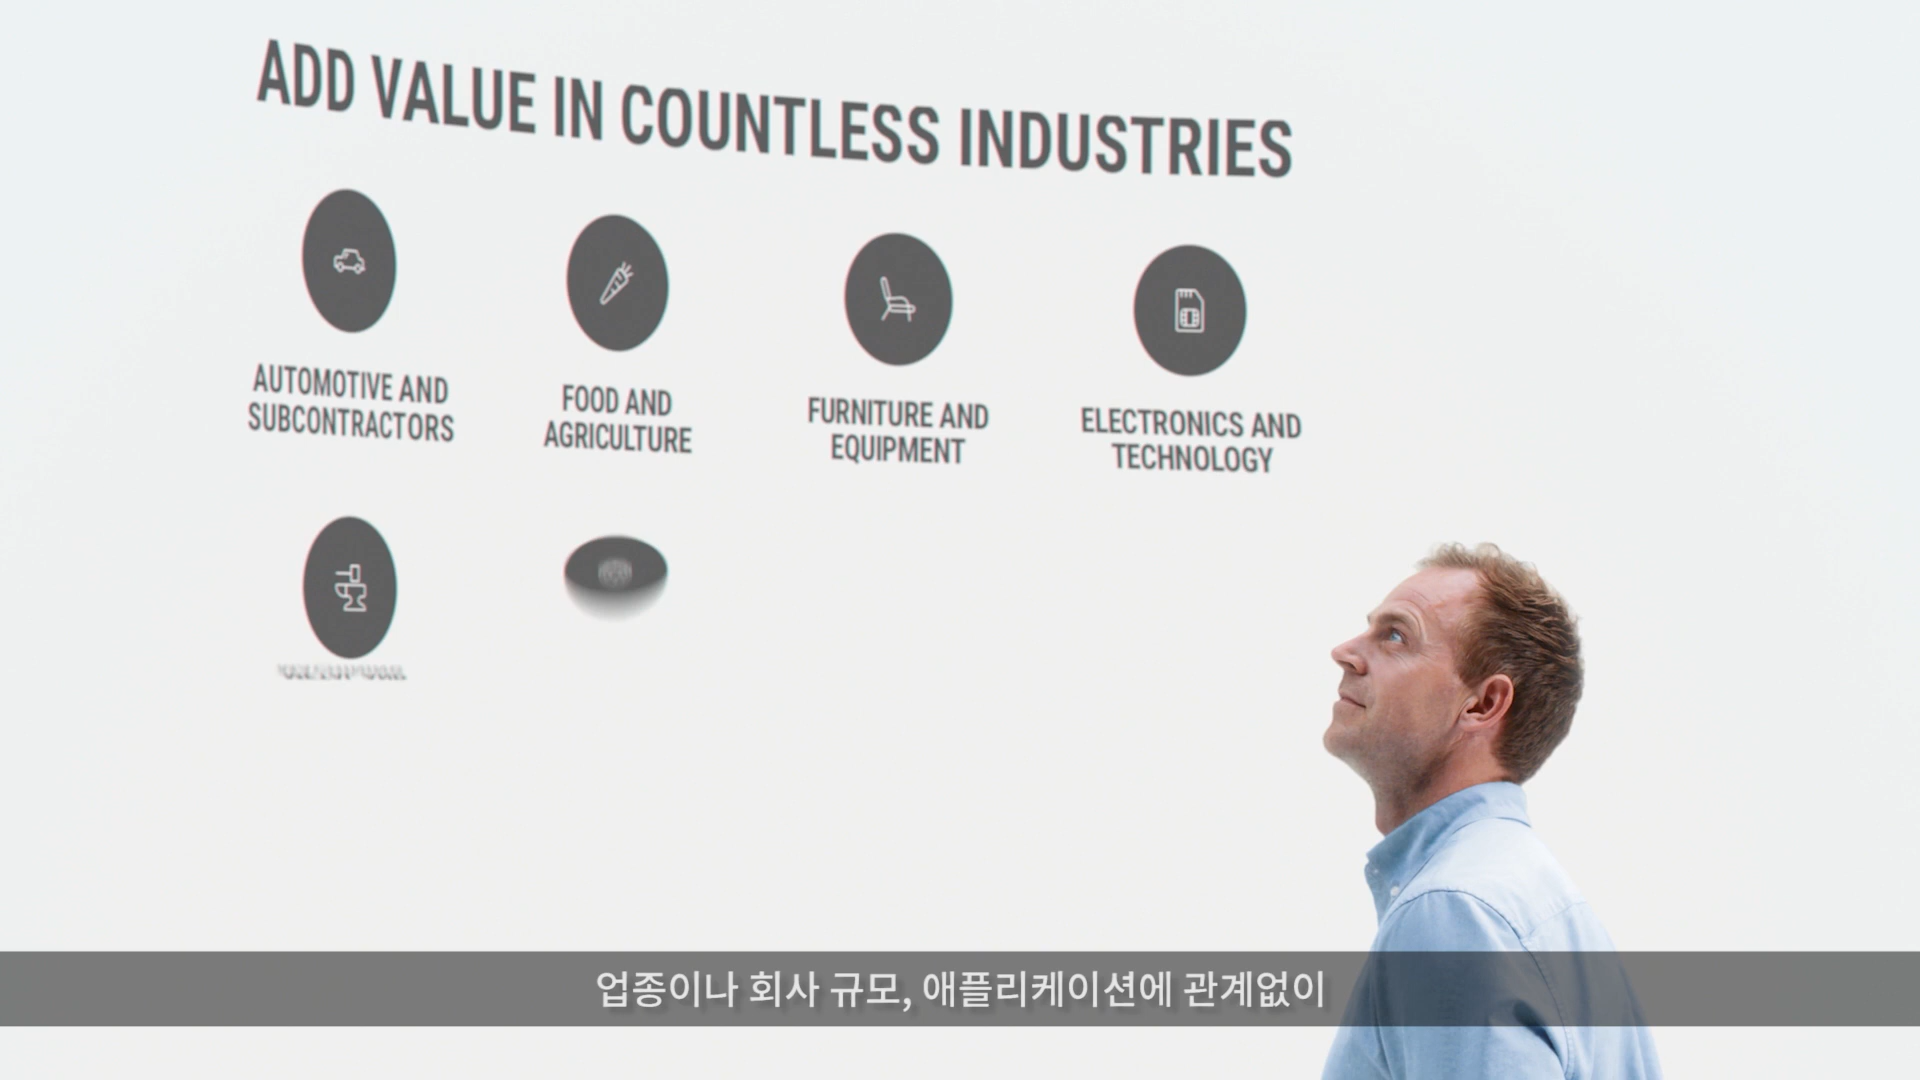 ADD VALUE IN COUNTLESS INDUSTRIES
AUTOMOTIVE AND
SUBCONTRACTORS
FOOD AND
AGRICULTURE
FURNITURE AND
EQUIPMENT
ELECTRONICS AND
TECHNOLOGY
업종이나 회사 규모, 애플리케이션에 관계없이